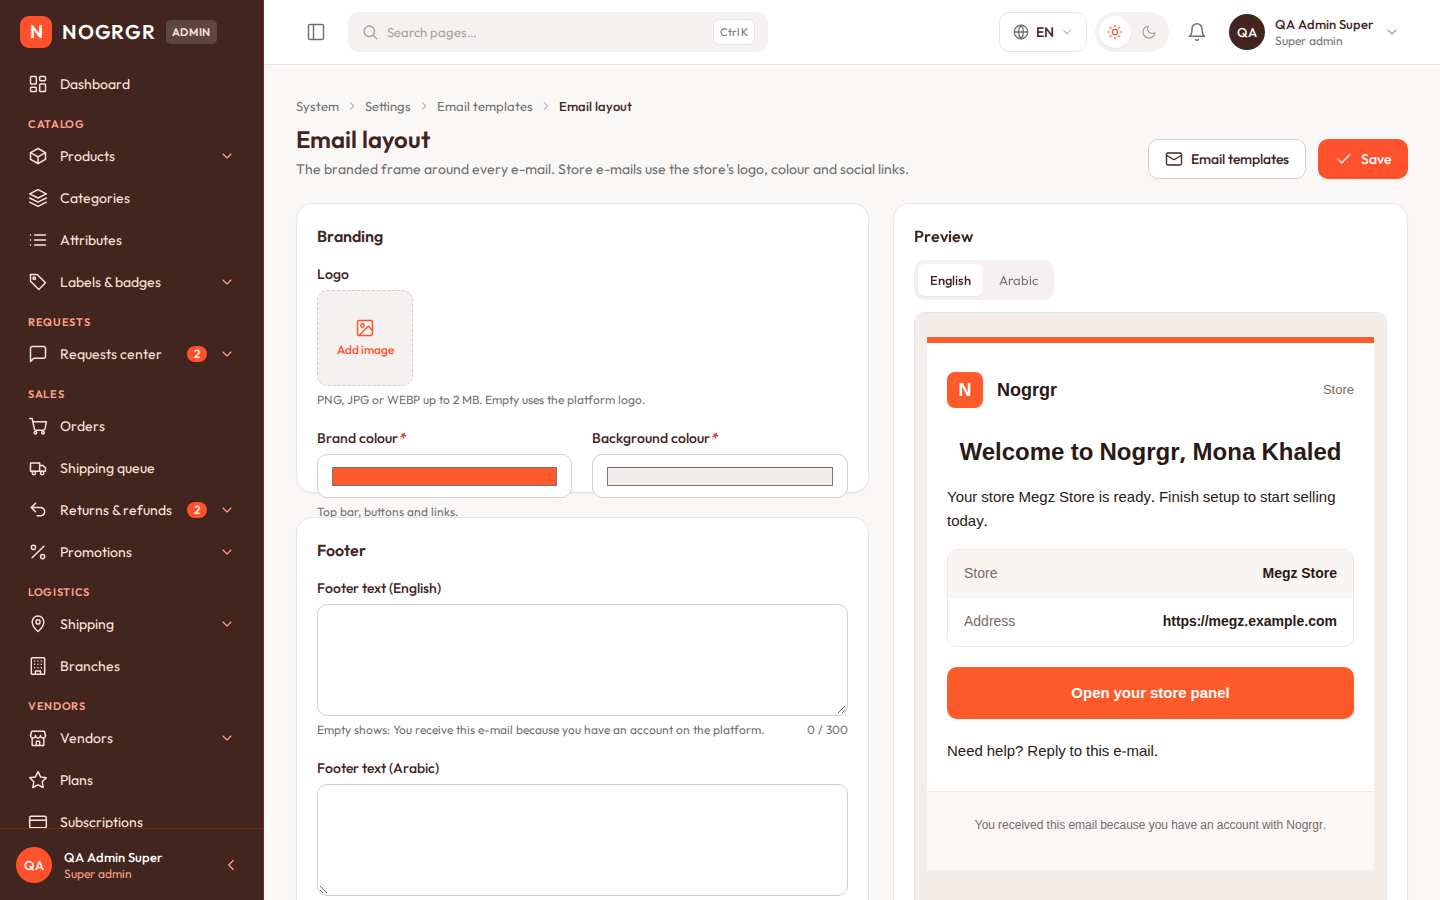 N NOGRGR ADMIN
Search pages...
Ctrl K
EN
QA
QA Admin Super
Super admin
Dashboard
CATALOG
Products
Categories
Attributes
Labels & badges
REQUESTS
Requests center 2
SALES
Orders
Shipping queue
Returns & refunds 2
Promotions
LOGISTICS
Shipping
Branches
VENDORS
Vendors
Plans
Subscriptions
QA
QA Admin Super
Super admin
System > Settings > Email templates > Email layout
Email layout
The branded frame around every e-mail. Store e-mails use the store's logo, colour and social links.
Email templates
Save
Branding
Logo
Add image
PNG, JPG or WEBP up to 2 MB. Empty uses the platform logo.
Brand colour *
Background colour *
Top bar, buttons and links.
Footer
Footer text (English)
Empty shows: You receive this e-mail because you have an account on the platform.
0 / 300
Footer text (Arabic)
Preview
English
Arabic
N Nogrgr
Store
Welcome to Nogrgr, Mona Khaled
Your store Megz Store is ready. Finish setup to start selling
today.
Store Megz Store
Address https://megz.example.com
Open your store panel
Need help? Reply to this e-mail.
You received this email because you have an account with Nogrgr.